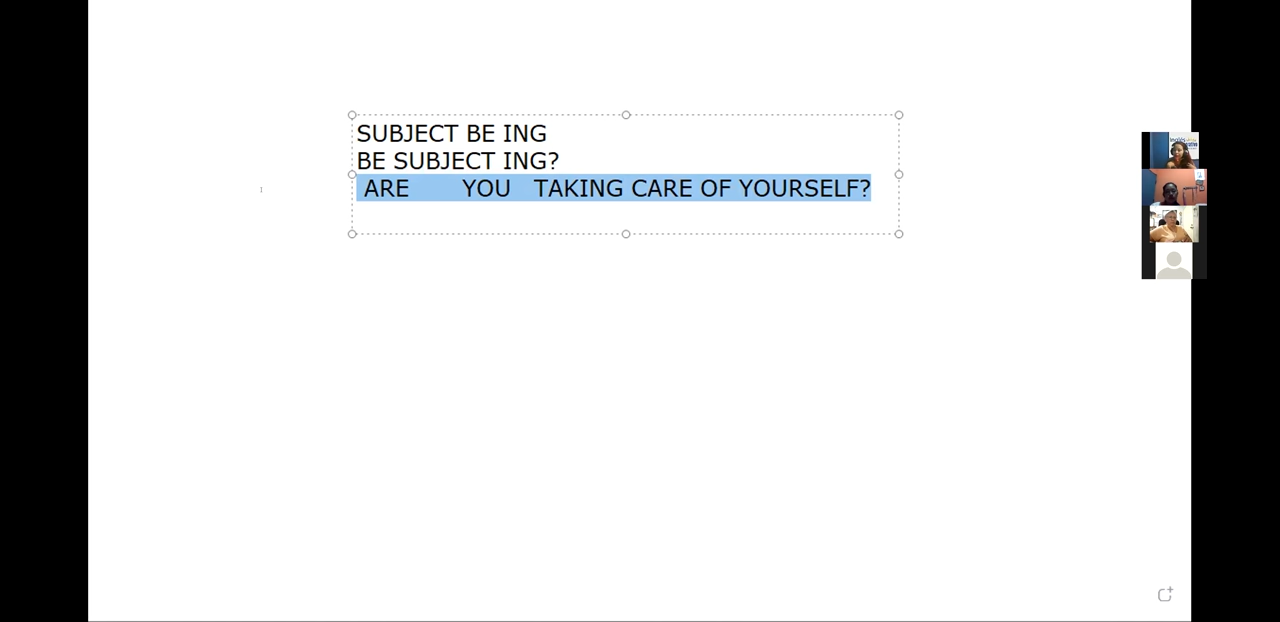 SUBJECT BE ING
BE SUBJECT ING?
ARE YOU TAKING CARE OF YOURSELF?